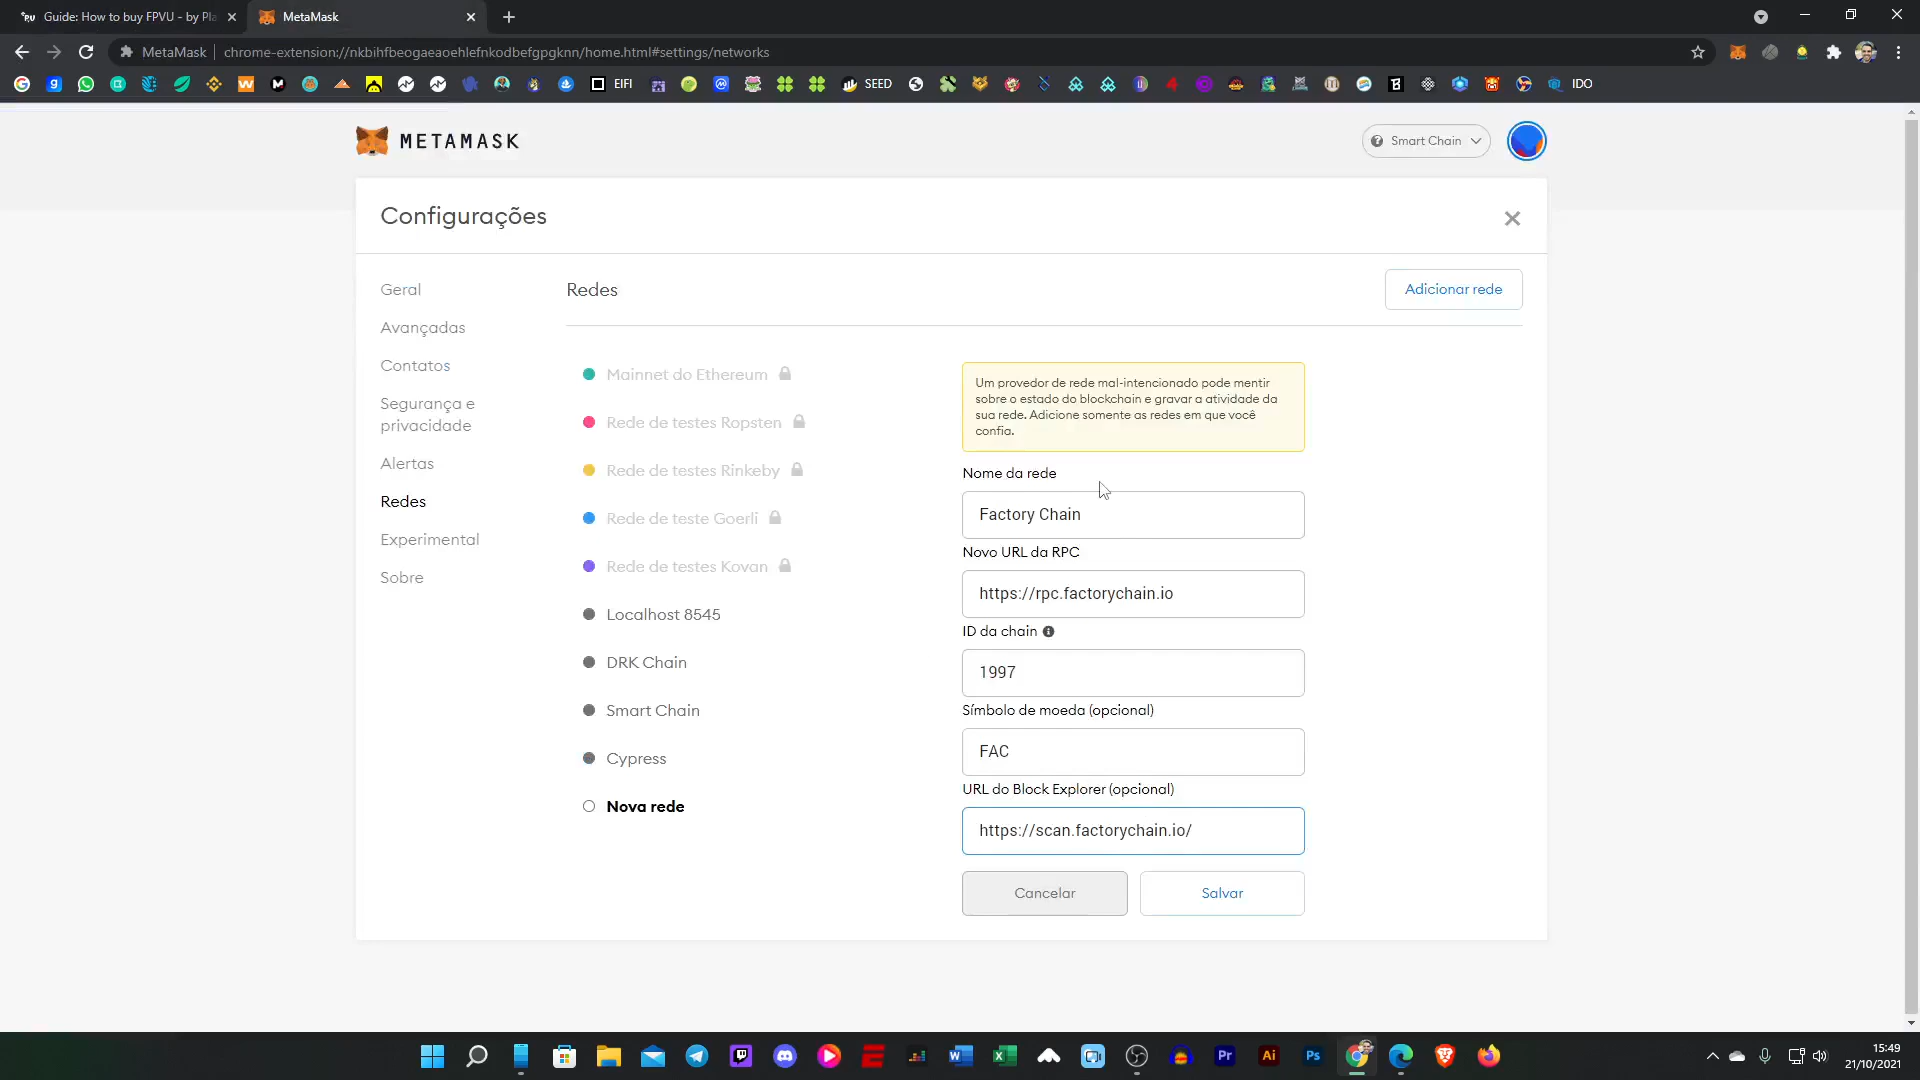 Guide: How to buy FPVU - by Pla
MetaMask
MetaMask
chrome-extension://nkbihfbeogaeaoehlefnkodbefgpgknn/home.html#settings/networks
EIFI
SEED
IDO
METAMASK
Smart Chain
Configurações
Geral
Avançadas
Contatos
Segurança e
privacidade
Alertas
Redes
Experimental
Sobre
Redes
Adicionar rede
Mainnet do Ethereum
Rede de testes Ropsten
Rede de testes Rinkeby
Rede de teste Goerli
Rede de testes Kovan
Localhost 8545
DRK Chain
Smart Chain
Cypress
Nova rede
Um provedor de rede mal-intencionado pode mentir
sobre o estado do blockchain e gravar a atividade da
sua rede. Adicione somente as redes em que você
confia.
Nome da rede
Factory Chain
Novo URL da RPC
https://rpc.factorychain.io
ID da chain
1997
Símbolo de moeda (opcional)
FAC
URL do Block Explorer (opcional)
https://scan.factorychain.io/
Cancelar
Salvar
Pr
Ai
Ps
15:49
21/10/2021